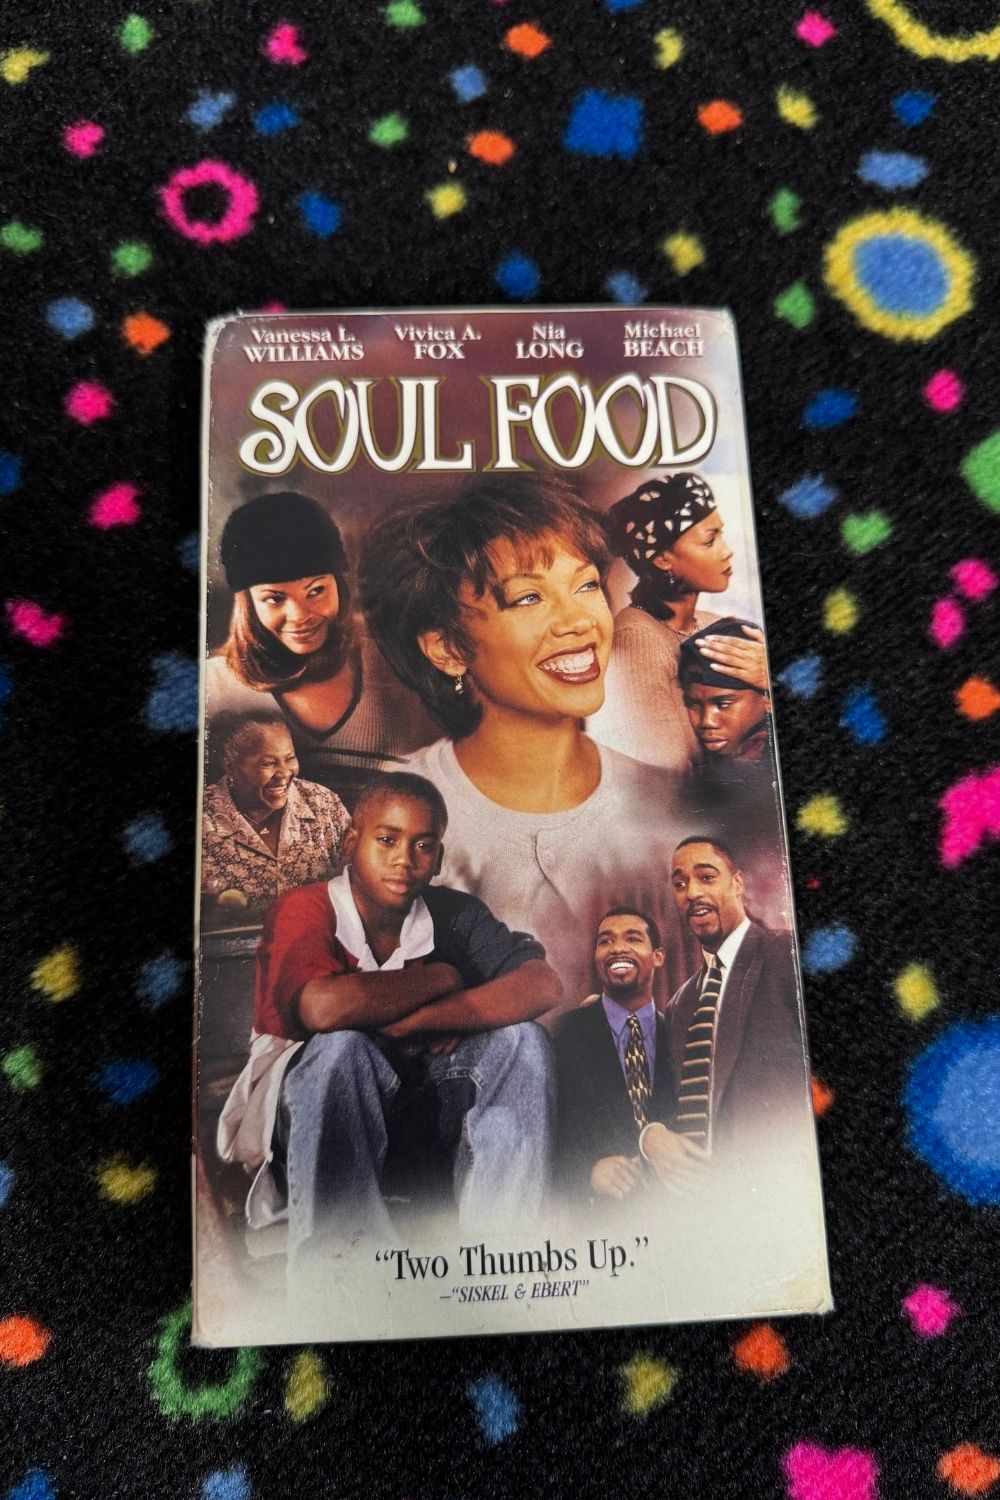 Vanessa L. Vivica A. Nia Michael
WILLIAMS FOX LONG BEACH
SOUL FOOD
“Two Thumbs Up.”
–“SISKEL & EBERT”